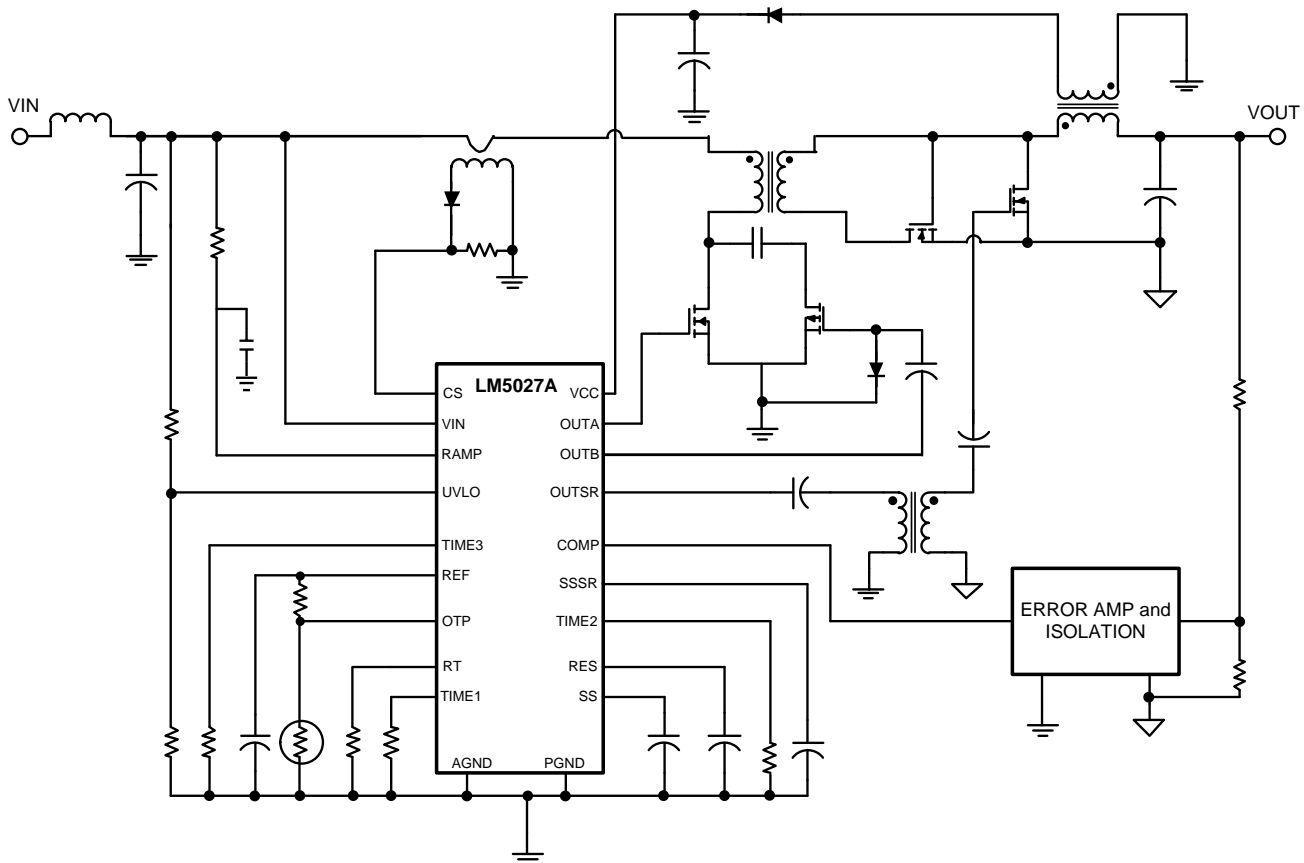 VIN
VOUT
LM5027A
CS
VCC
VIN
OUTA
RAMP
OUTB
UVLO
OUTSR
TIME3
COMP
REF
SSSR
OTP
TIME2
RT
RES
TIME1
SS
AGND
PGND
ERROR AMP and
ISOLATION